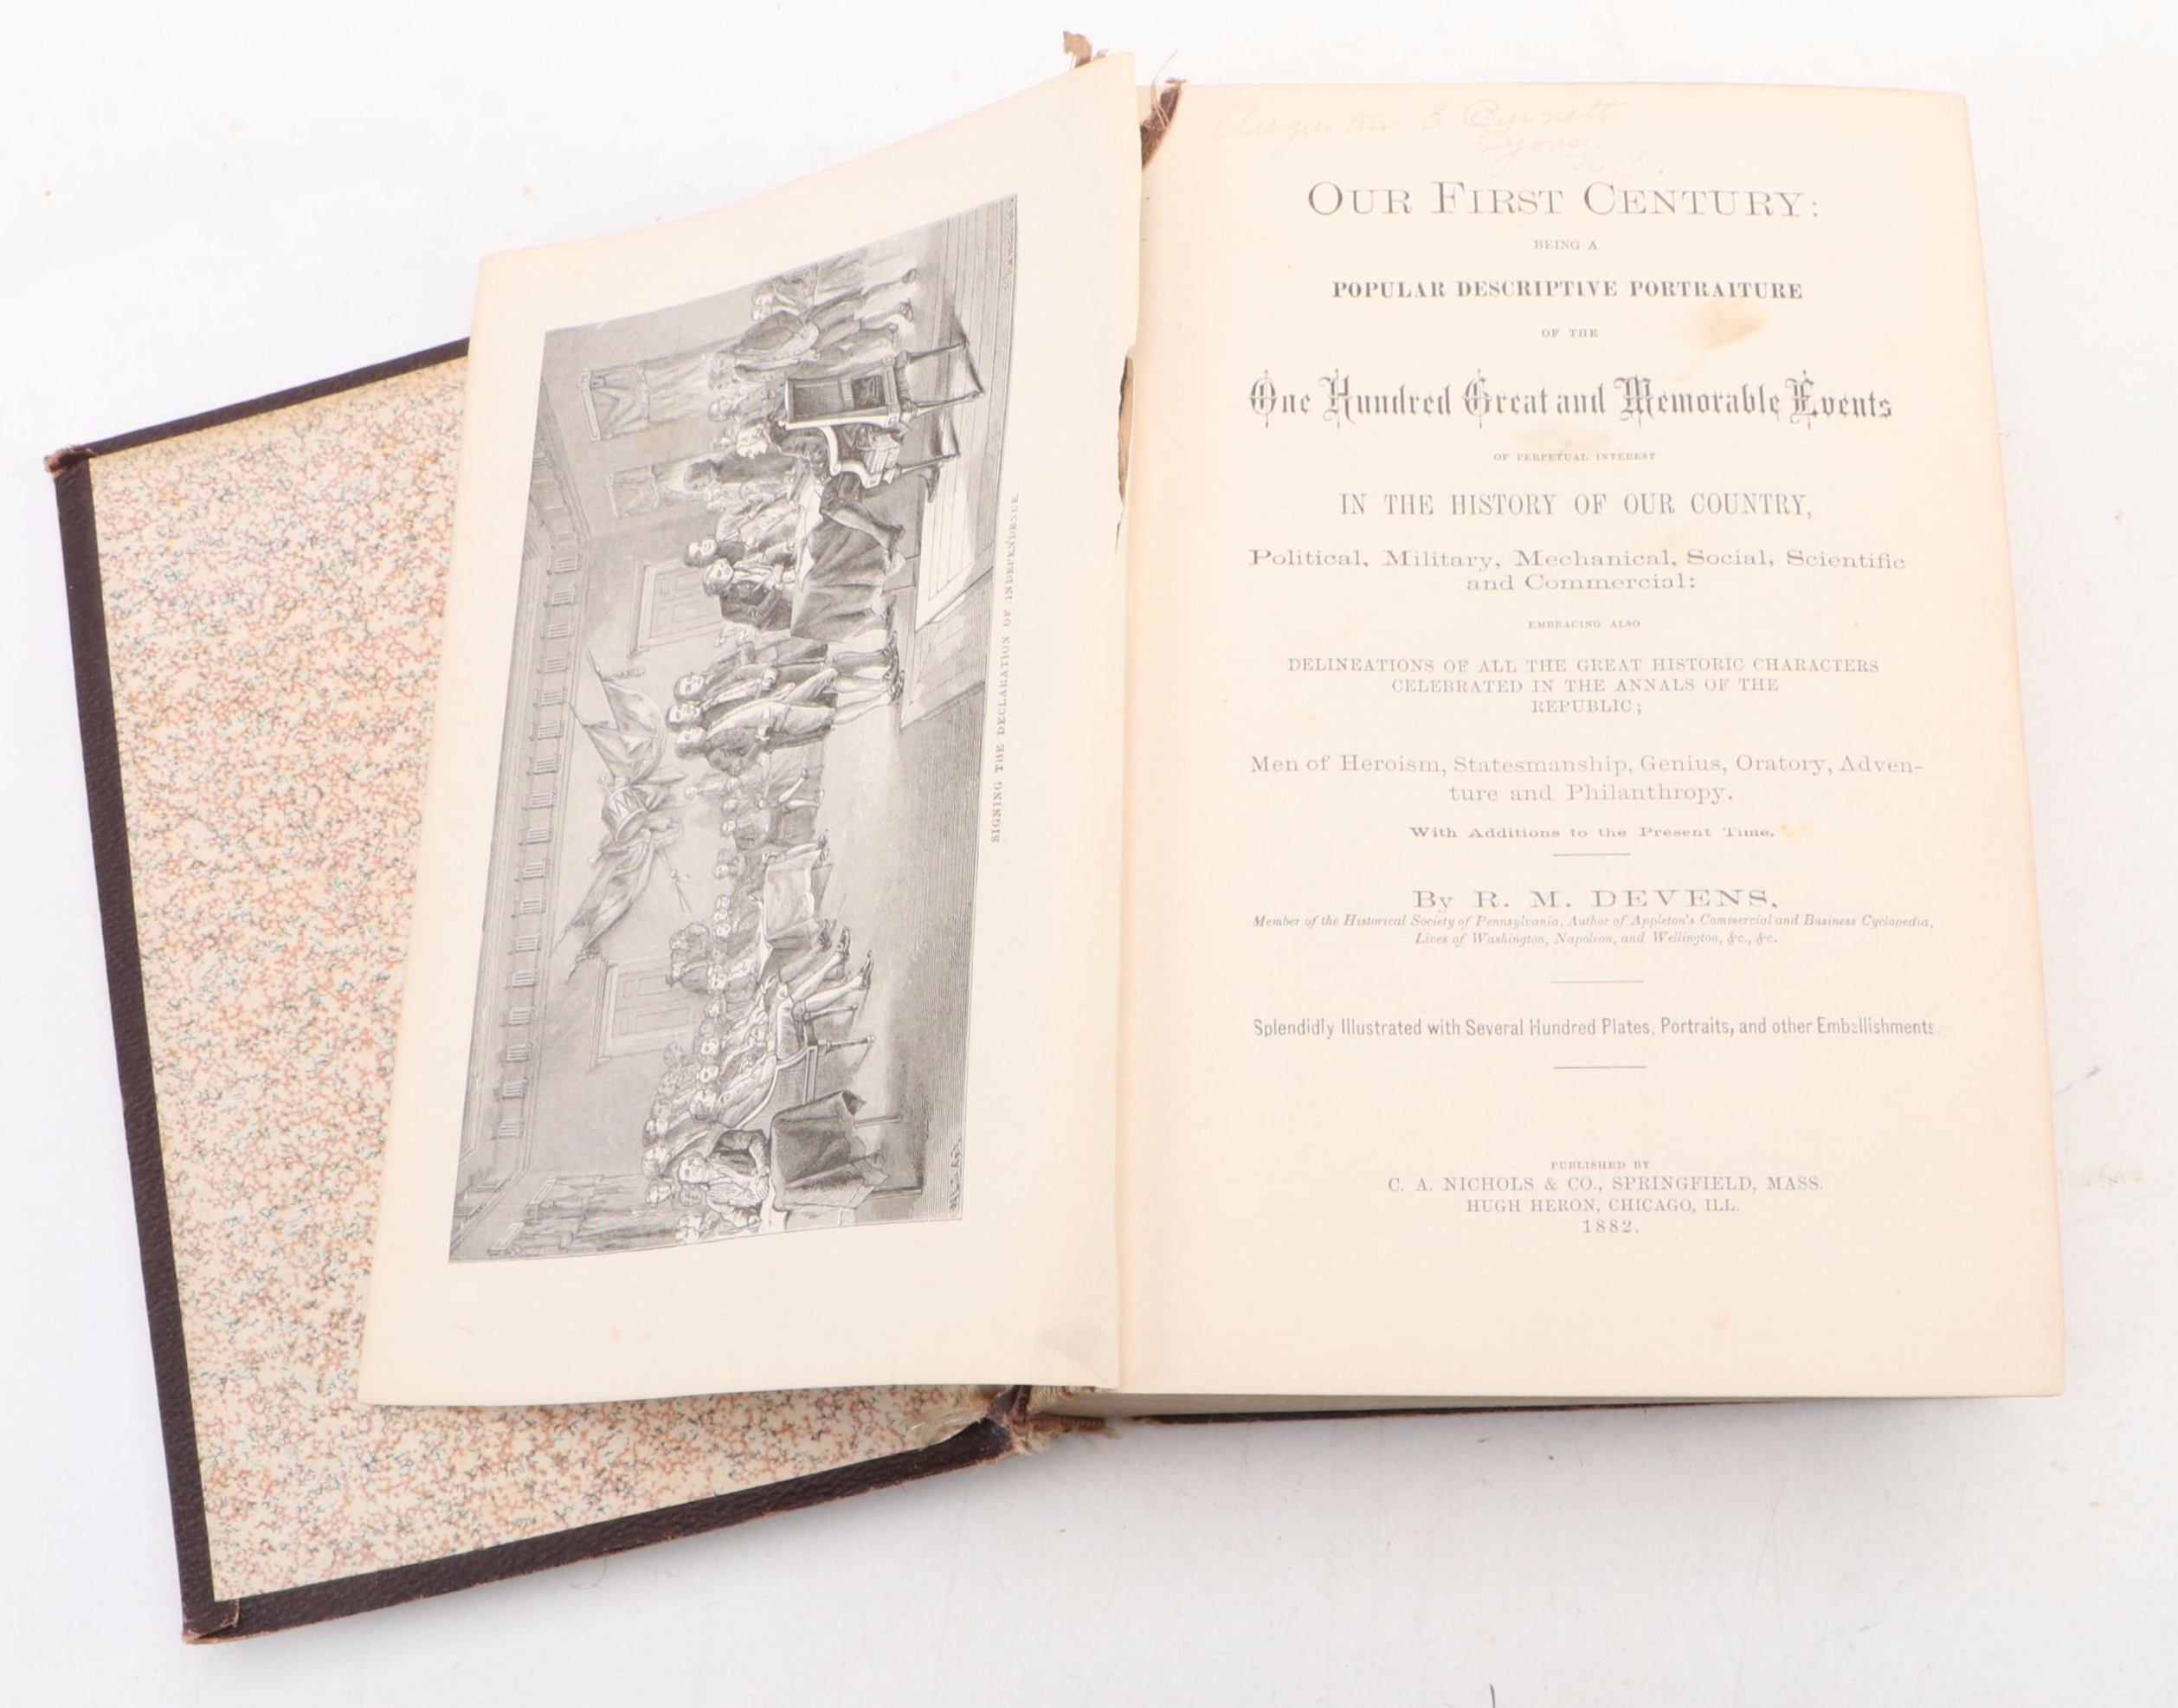 SIGNING THE DECLARATION OF INDEPENDENCE.
Augustus E. Burnett
Lyons.
N. Y.
OUR FIRST CENTURY:
BEING A
POPULAR DESCRIPTIVE PORTRAITURE
OF THE
One Hundred Great and Memorable Events
OF PERPETUAL INTEREST
IN THE HISTORY OF OUR COUNTRY,
Political, Military, Mechanical, Social, Scientific
and Commercial:
EMBRACING ALSO
DELINEATIONS OF ALL THE GREAT HISTORIC CHARACTERS
CELEBRATED IN THE ANNALS OF THE
REPUBLIC;
Men of Heroism, Statesmanship, Genius, Oratory, Adven-
ture and Philanthropy.
With Additions to the Present Time.
By R. M. DEVENS,
Member of the Historical Society of Pennsylvania, Author of Appleton's Commercial and Business Cyclopedia,
Lives of Washington, Napoleon, and Wellington, &c., &c.
Splendidly Illustrated with Several Hundred Plates, Portraits, and other Embellishments.
PUBLISHED BY
C. A. NICHOLS & CO., SPRINGFIELD, MASS.
HUGH HERON, CHICAGO, ILL.
1882.